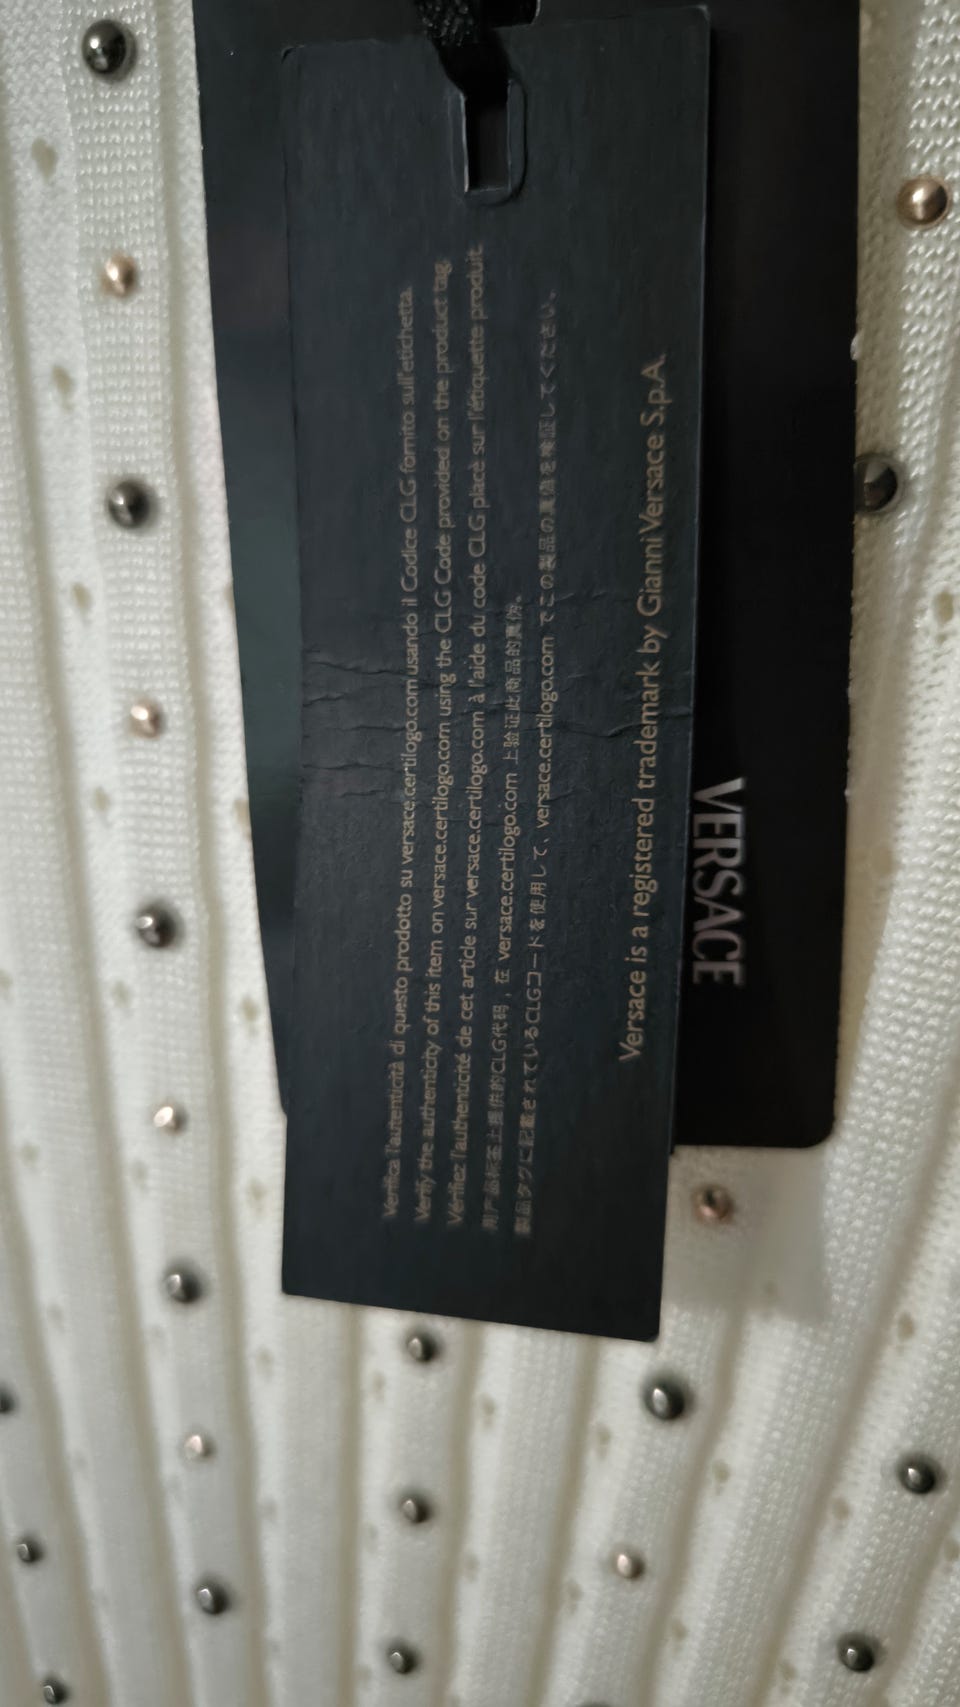 Verifica l'autenticità di questo prodotto su versace.certilogo.com usando il Codice CLG fornito sull'etichetta.
Verify the authenticity of this item on versace.certilogo.com using the CLG Code provided on the product tag.
Vérifiez l'authenticité de cet article sur versace.certilogo.com à l'aide du code CLG placé sur l'étiquette produit.
用产品标签上提供的CLG代码，在 versace.certilogo.com 上验证此商品的真伪。
製品タグに記載されているCLGコードを使用して、versace.certilogo.com でこの製品の真偽を検証してください。
Versace is a registered trademark by Gianni Versace S.p.A.
VERSACE